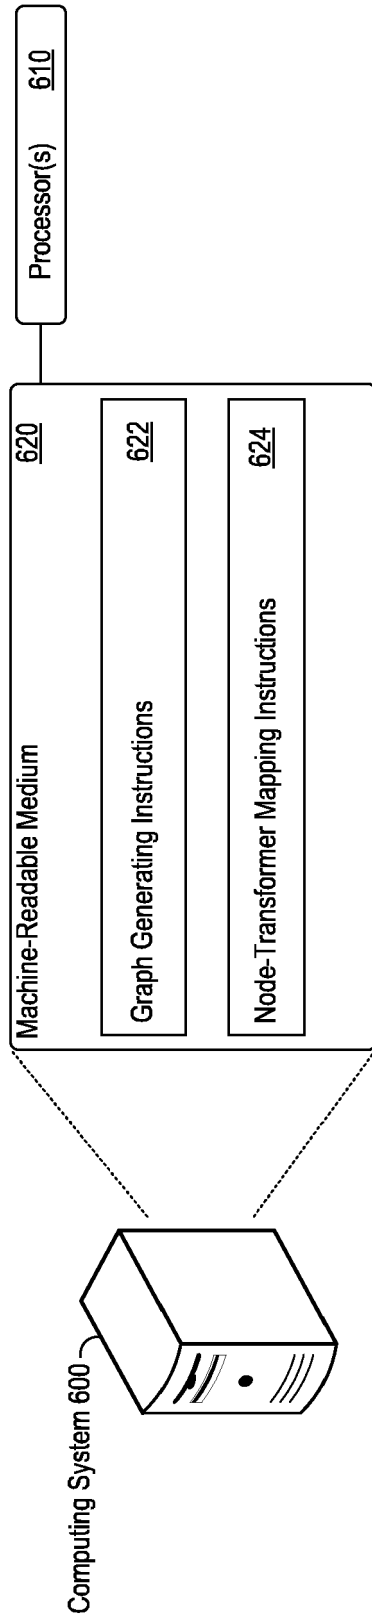 Computing System 600
Machine-Readable Medium 620
Graph Generating Instructions 622
Node-Transformer Mapping Instructions 624
Processor(s) 610